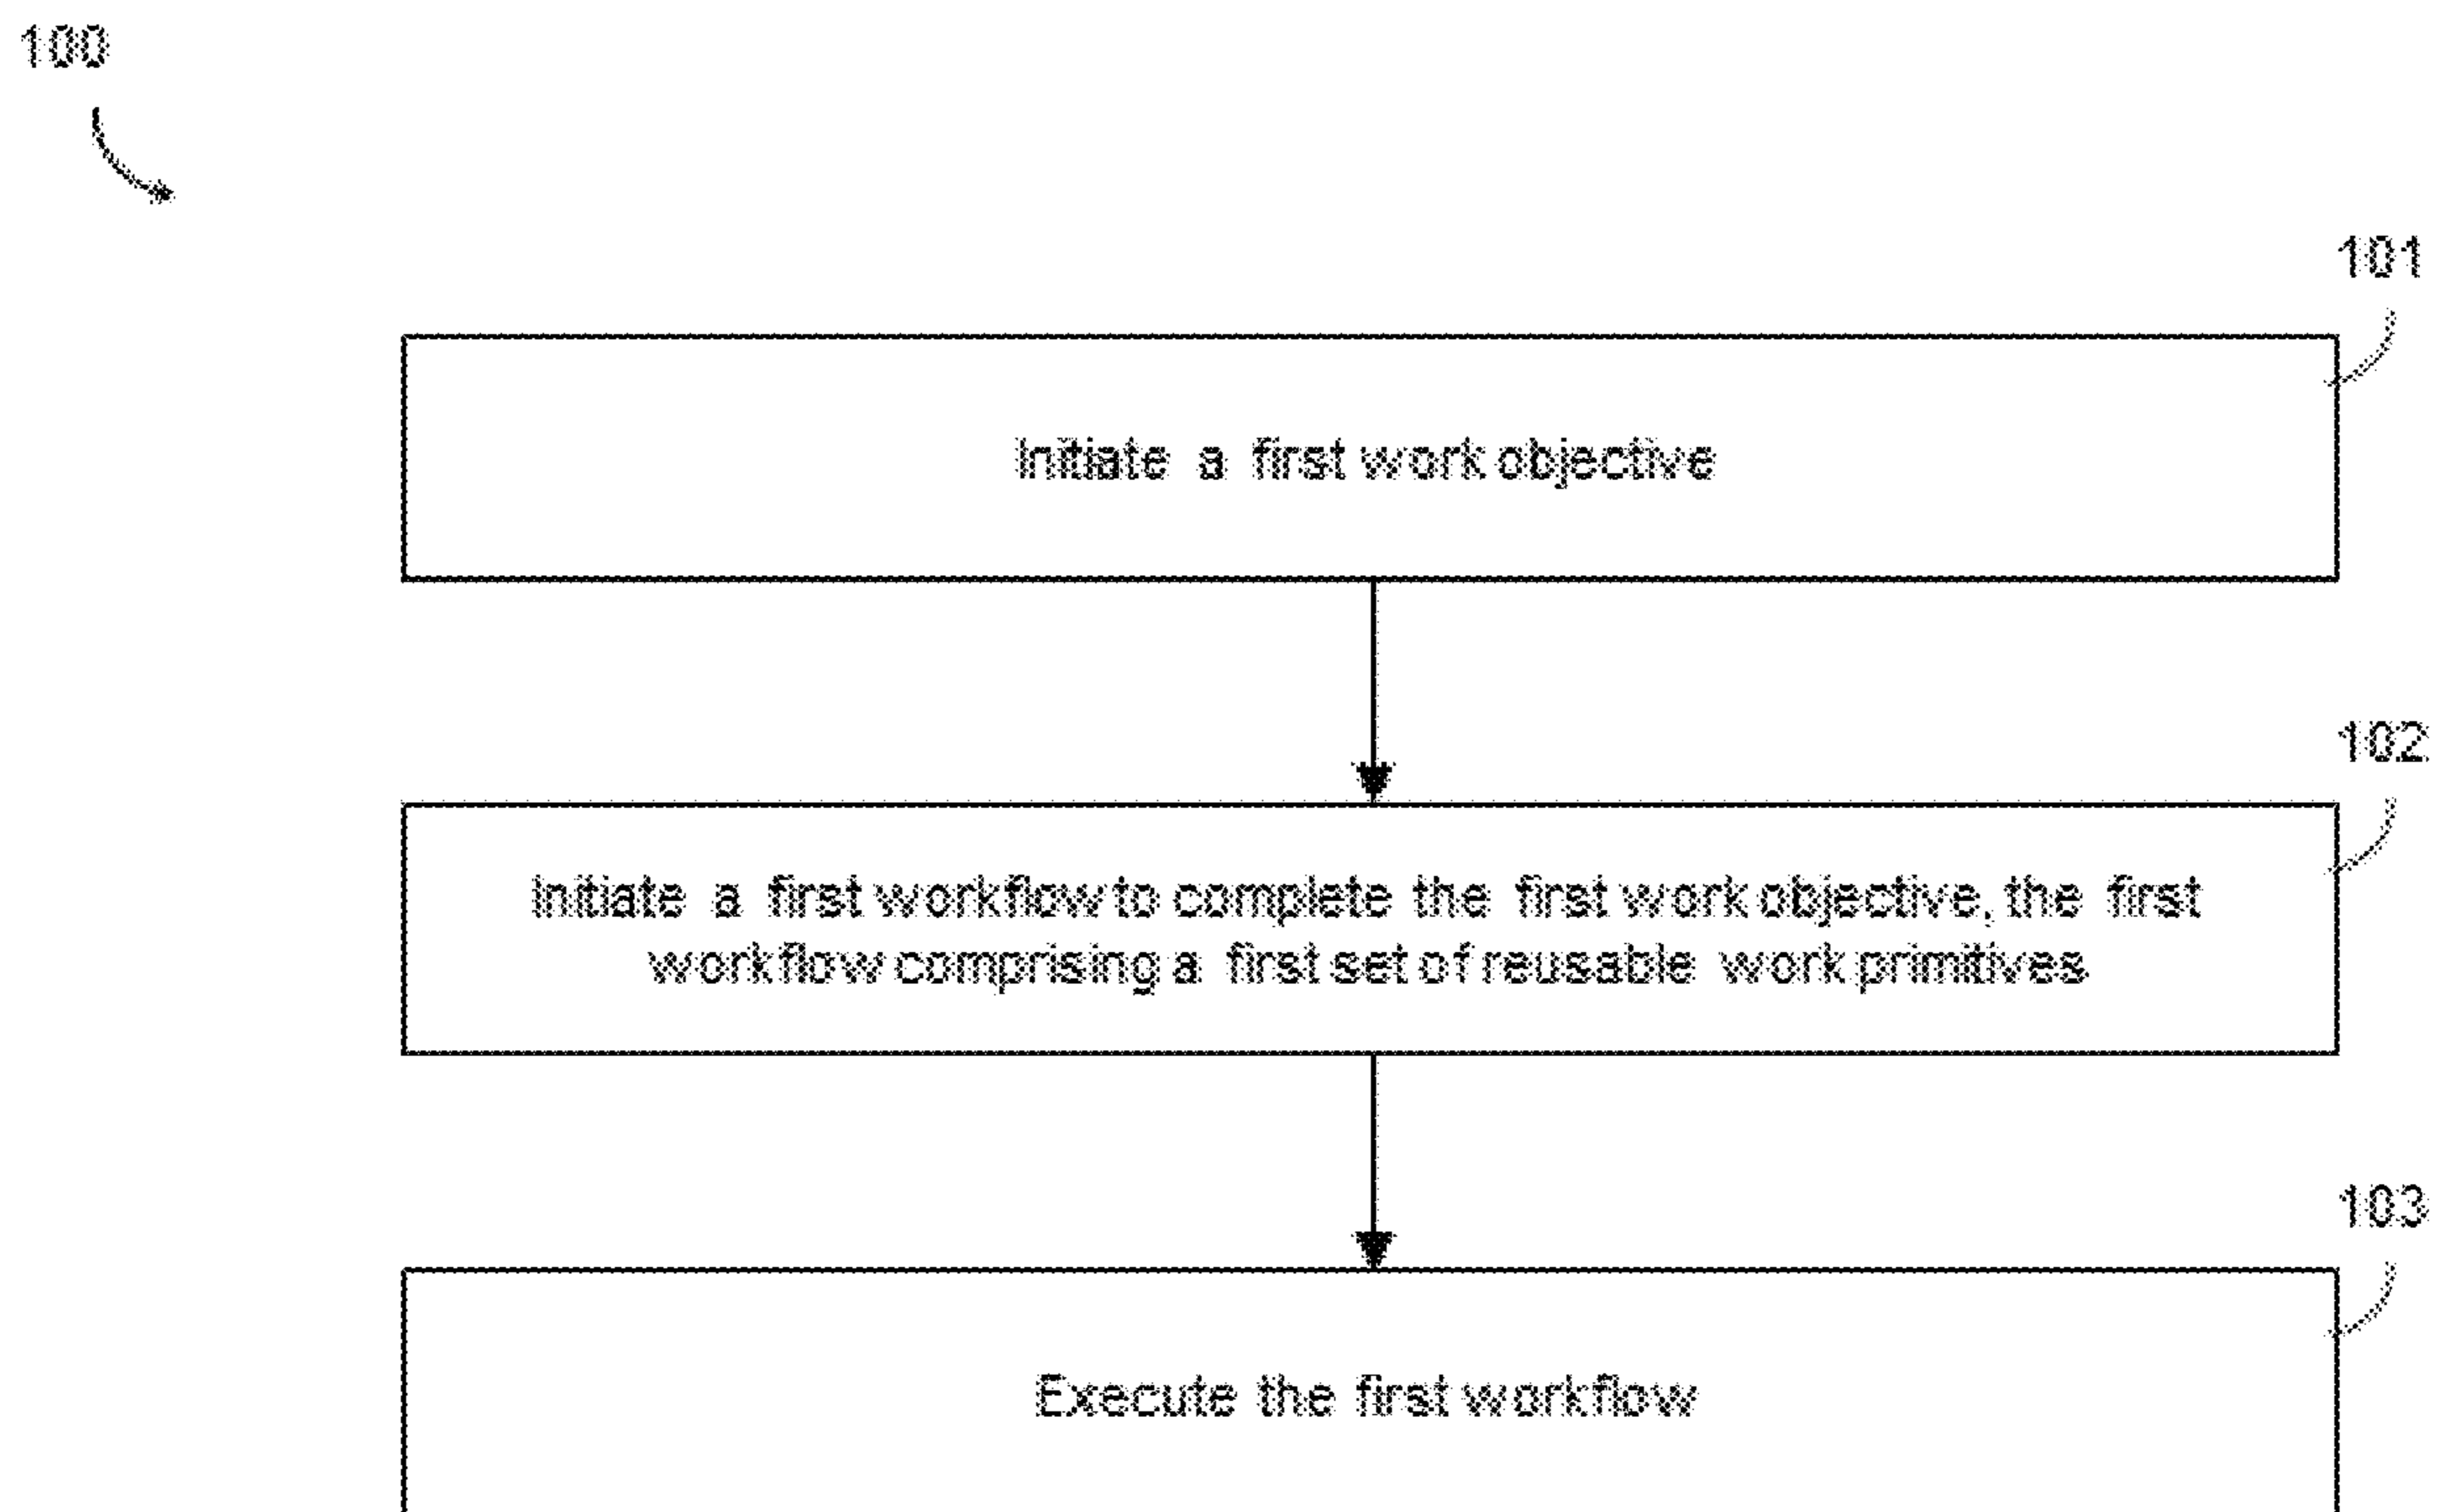 100
101
Initiate a first work objective
102
Initiate a first workflow to complete the first work objective, the first
workflow comprising a first set of reusable work primitives
103
Execute the first workflow